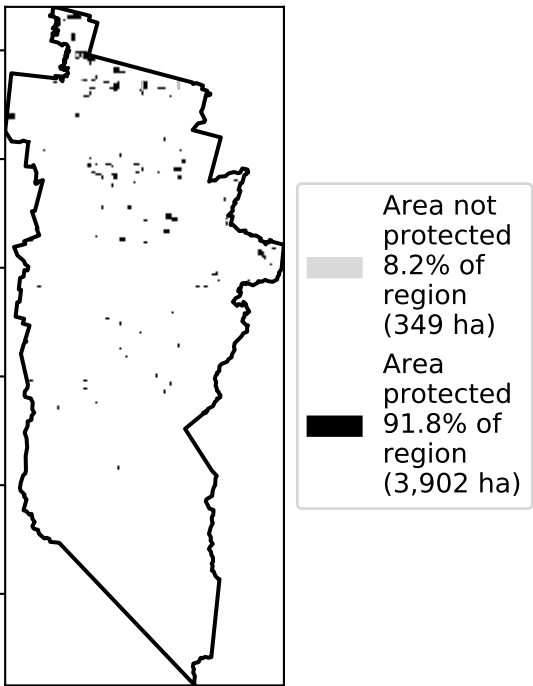 Area not
protected
8.2% of
region
(349 ha)
Area
protected
91.8% of
region
(3,902 ha)